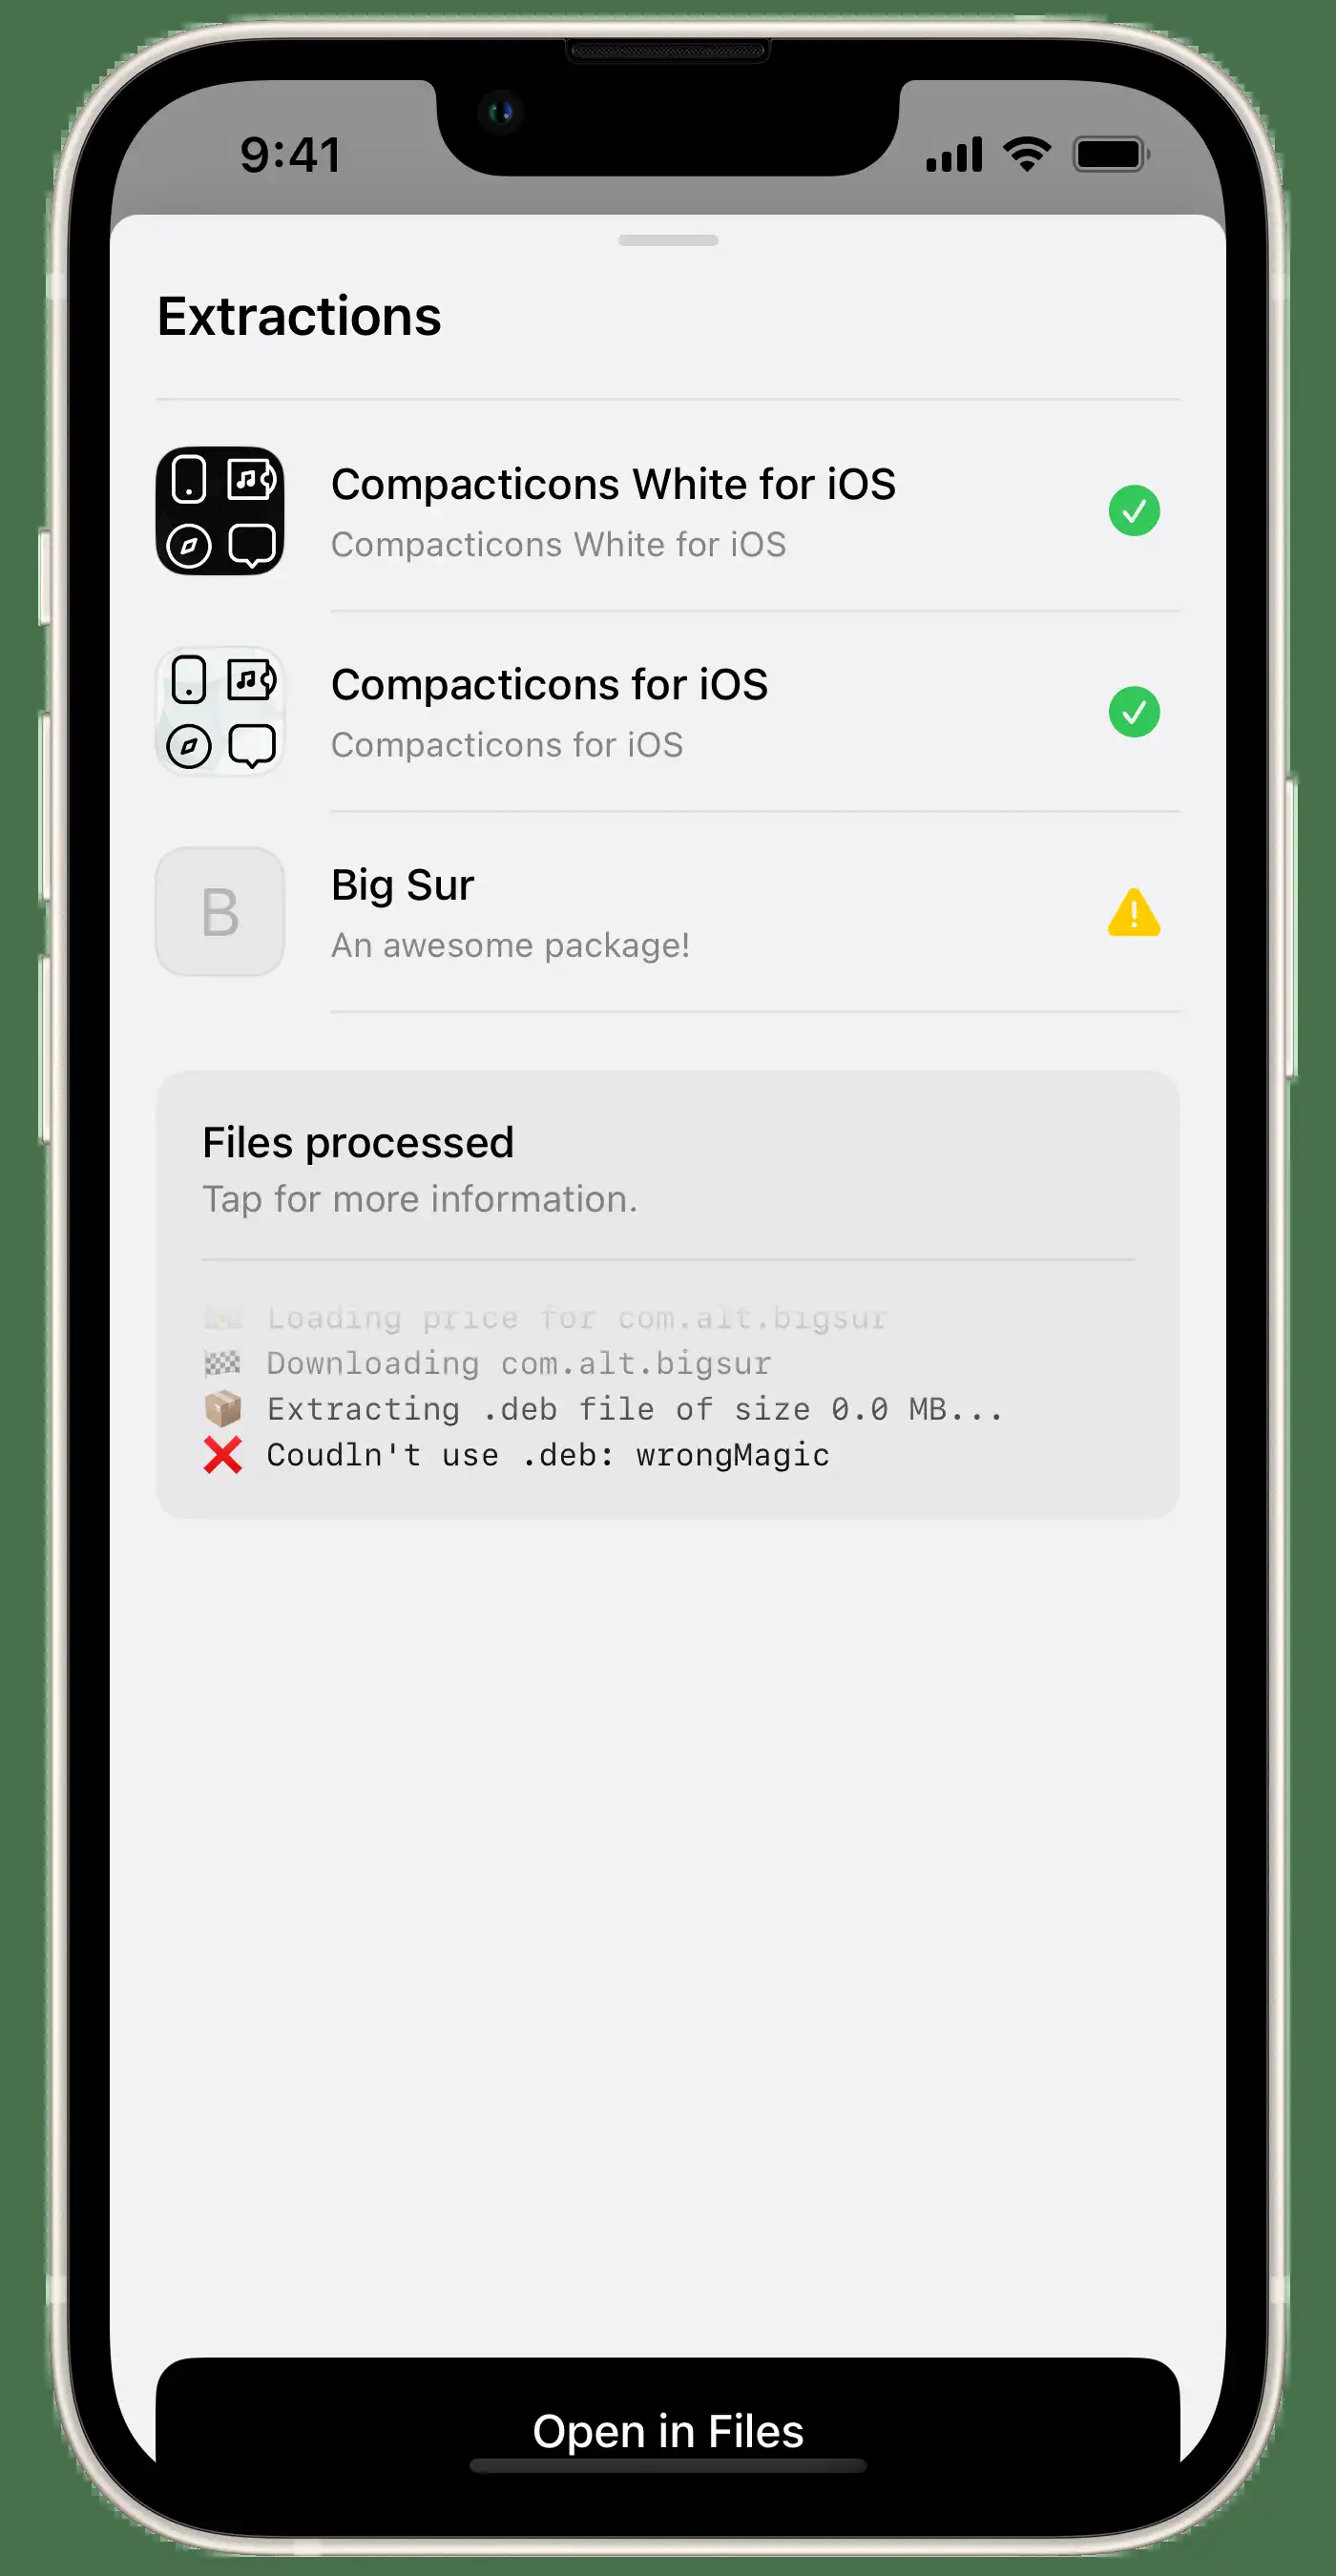 9:41
Extractions
Compacticons White for iOS
Compacticons White for iOS
Compacticons for iOS
Compacticons for iOS
B
Big Sur
An awesome package!
Files processed
Tap for more information.
Loading price for com.alt.bigsur
Downloading com.alt.bigsur
Extracting .deb file of size 0.0 MB...
Coudln't use .deb: wrongMagic
Open in Files